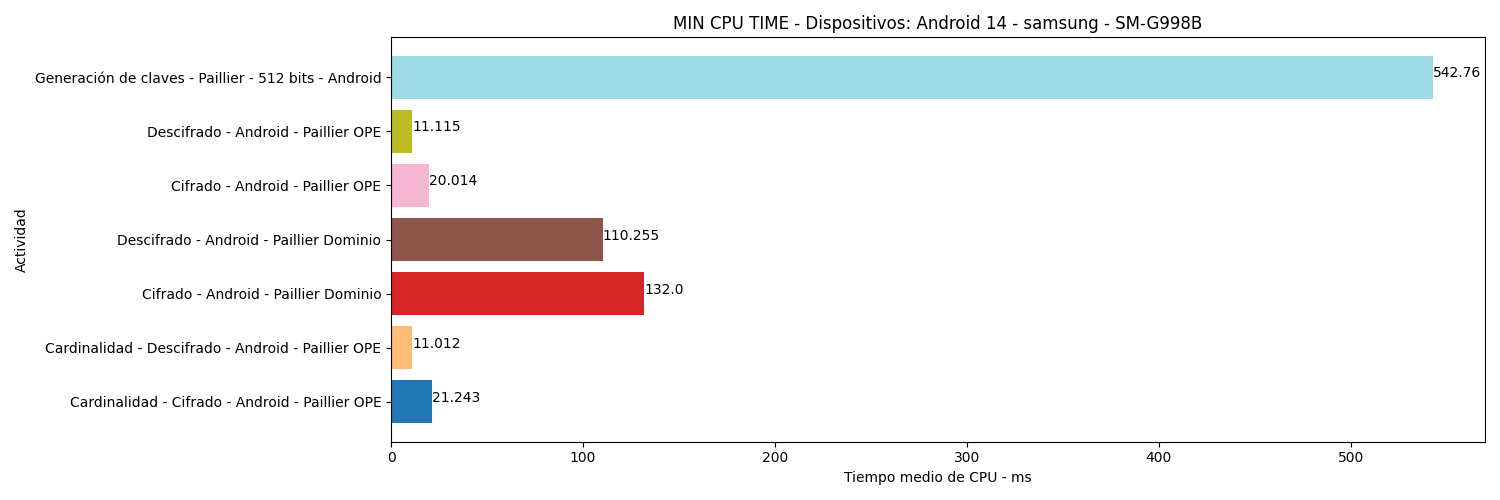 MIN CPU TIME - Dispositivos: Android 14 - samsung - SM-G998B
Actividad
Generación de claves - Paillier - 512 bits - Android
542.76
Descifrado - Android - Paillier OPE
11.115
Cifrado - Android - Paillier OPE
20.014
Descifrado - Android - Paillier Dominio
110.255
Cifrado - Android - Paillier Dominio
132.0
Cardinalidad - Descifrado - Android - Paillier OPE
11.012
Cardinalidad - Cifrado - Android - Paillier OPE
21.243
0 100 200 300 400 500
Tiempo medio de CPU - ms